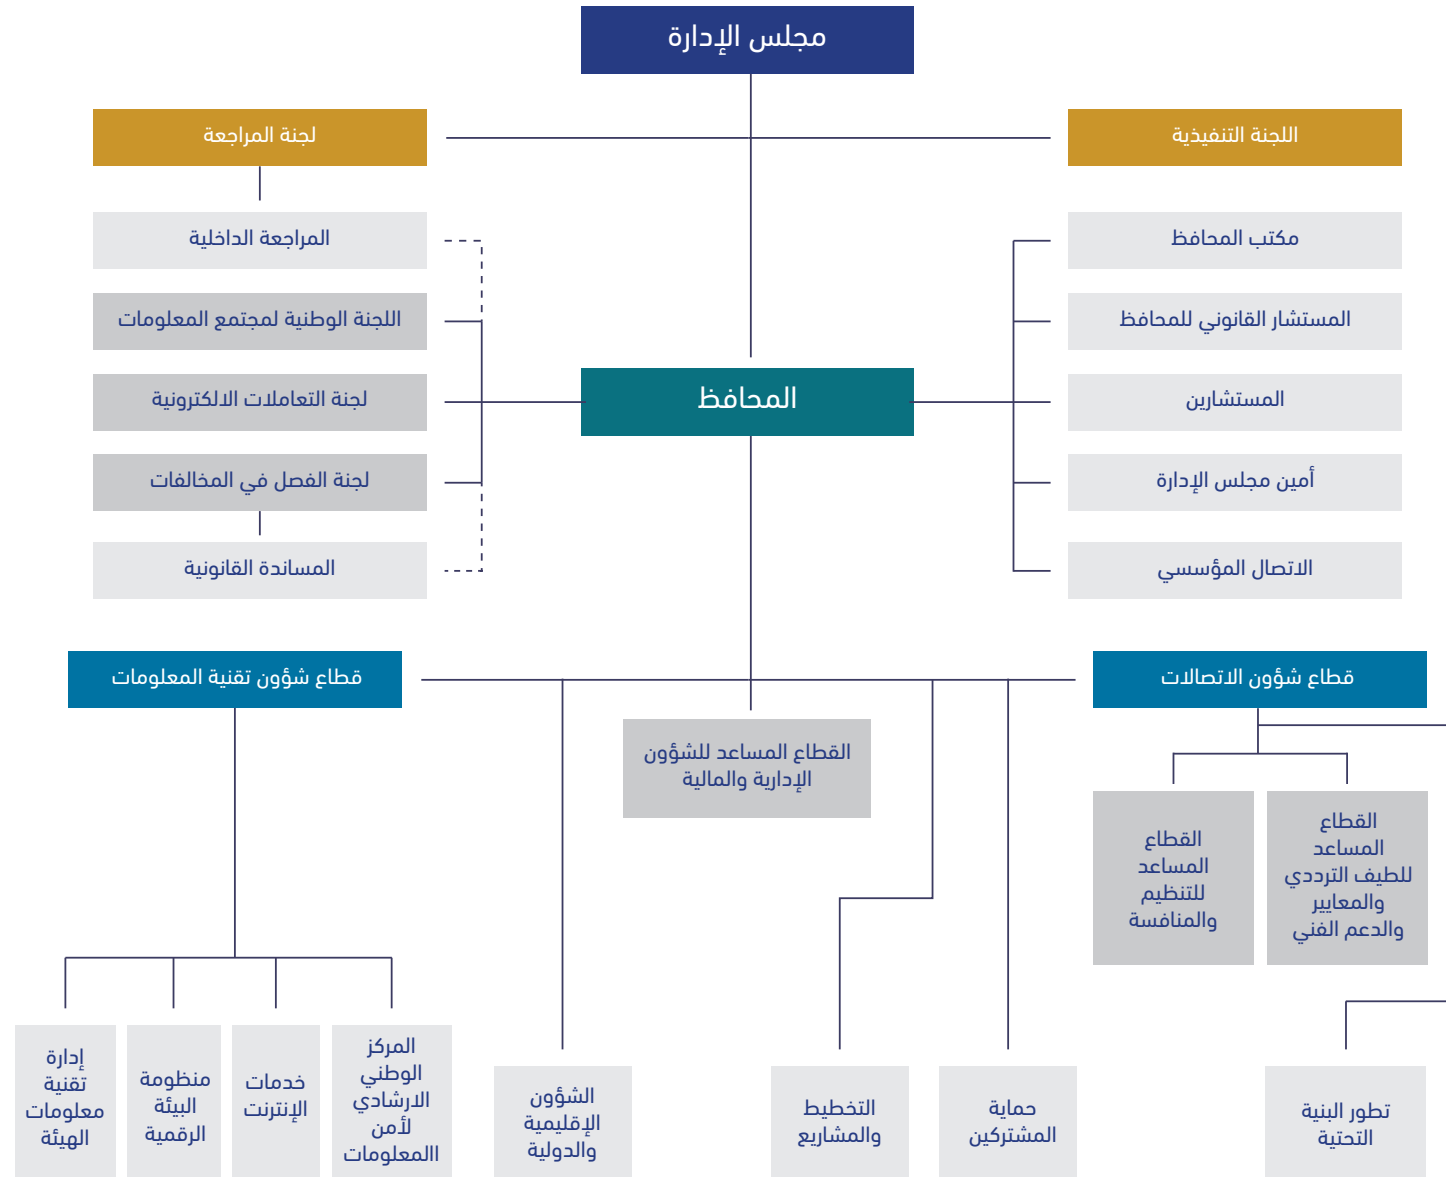 مجلس الإدارة
اللجنة التنفيذية
لجنة المراجعة
مكتب المحافظ
المراجعة الداخلية
المستشار القانوني للمحافظ
اللجنة الوطنية لمجتمع المعلومات
المحافظ
المستشارين
لجنة التعاملات الالكترونية
أمين مجلس الإدارة
لجنة الفصل في المخالفات
الاتصال المؤسسي
المساندة القانونية
قطاع شؤون الاتصالات
قطاع شؤون تقنية المعلومات
القطاع المساعد للشؤون
الإدارية والمالية
القطاع
المساعد
للطيف الترددي
والمعايير
والدعم الفني
القطاع
المساعد
للتنظيم
والمنافسة
تطور البنية
التحتية
حماية
المشتركين
التخطيط
والمشاريع
الشؤون
الإقليمية
والدولية
المركز
الوطني
الارشادي
لأمن
االمعلومات
خدمات
الإنترنت
منظومة
البيئة
الرقمية
إدارة
تقنية
معلومات
الهيئة